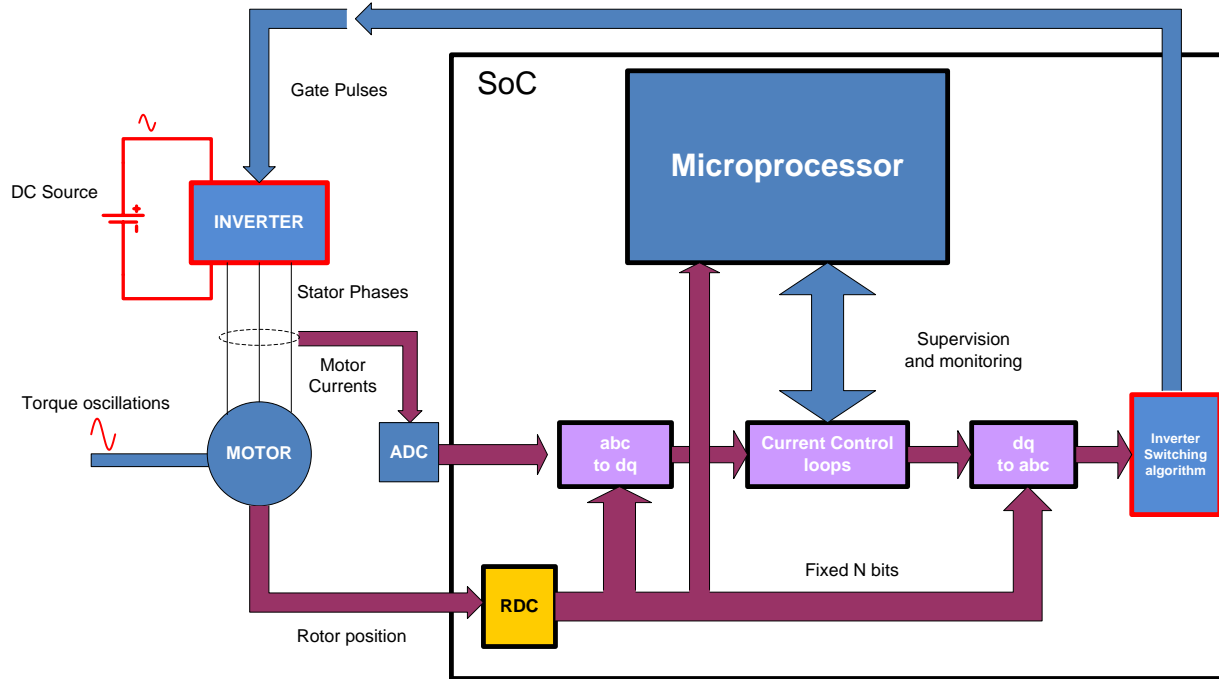 Gate Pulses
SoC
Microprocessor
DC Source
+
INVERTER
Stator Phases
Motor
Currents
Supervision
and monitoring
Torque oscillations
MOTOR
ADC
abc
to dq
Current Control
loops
dq
to abc
Inverter
Switching
algorithm
Fixed N bits
RDC
Rotor position